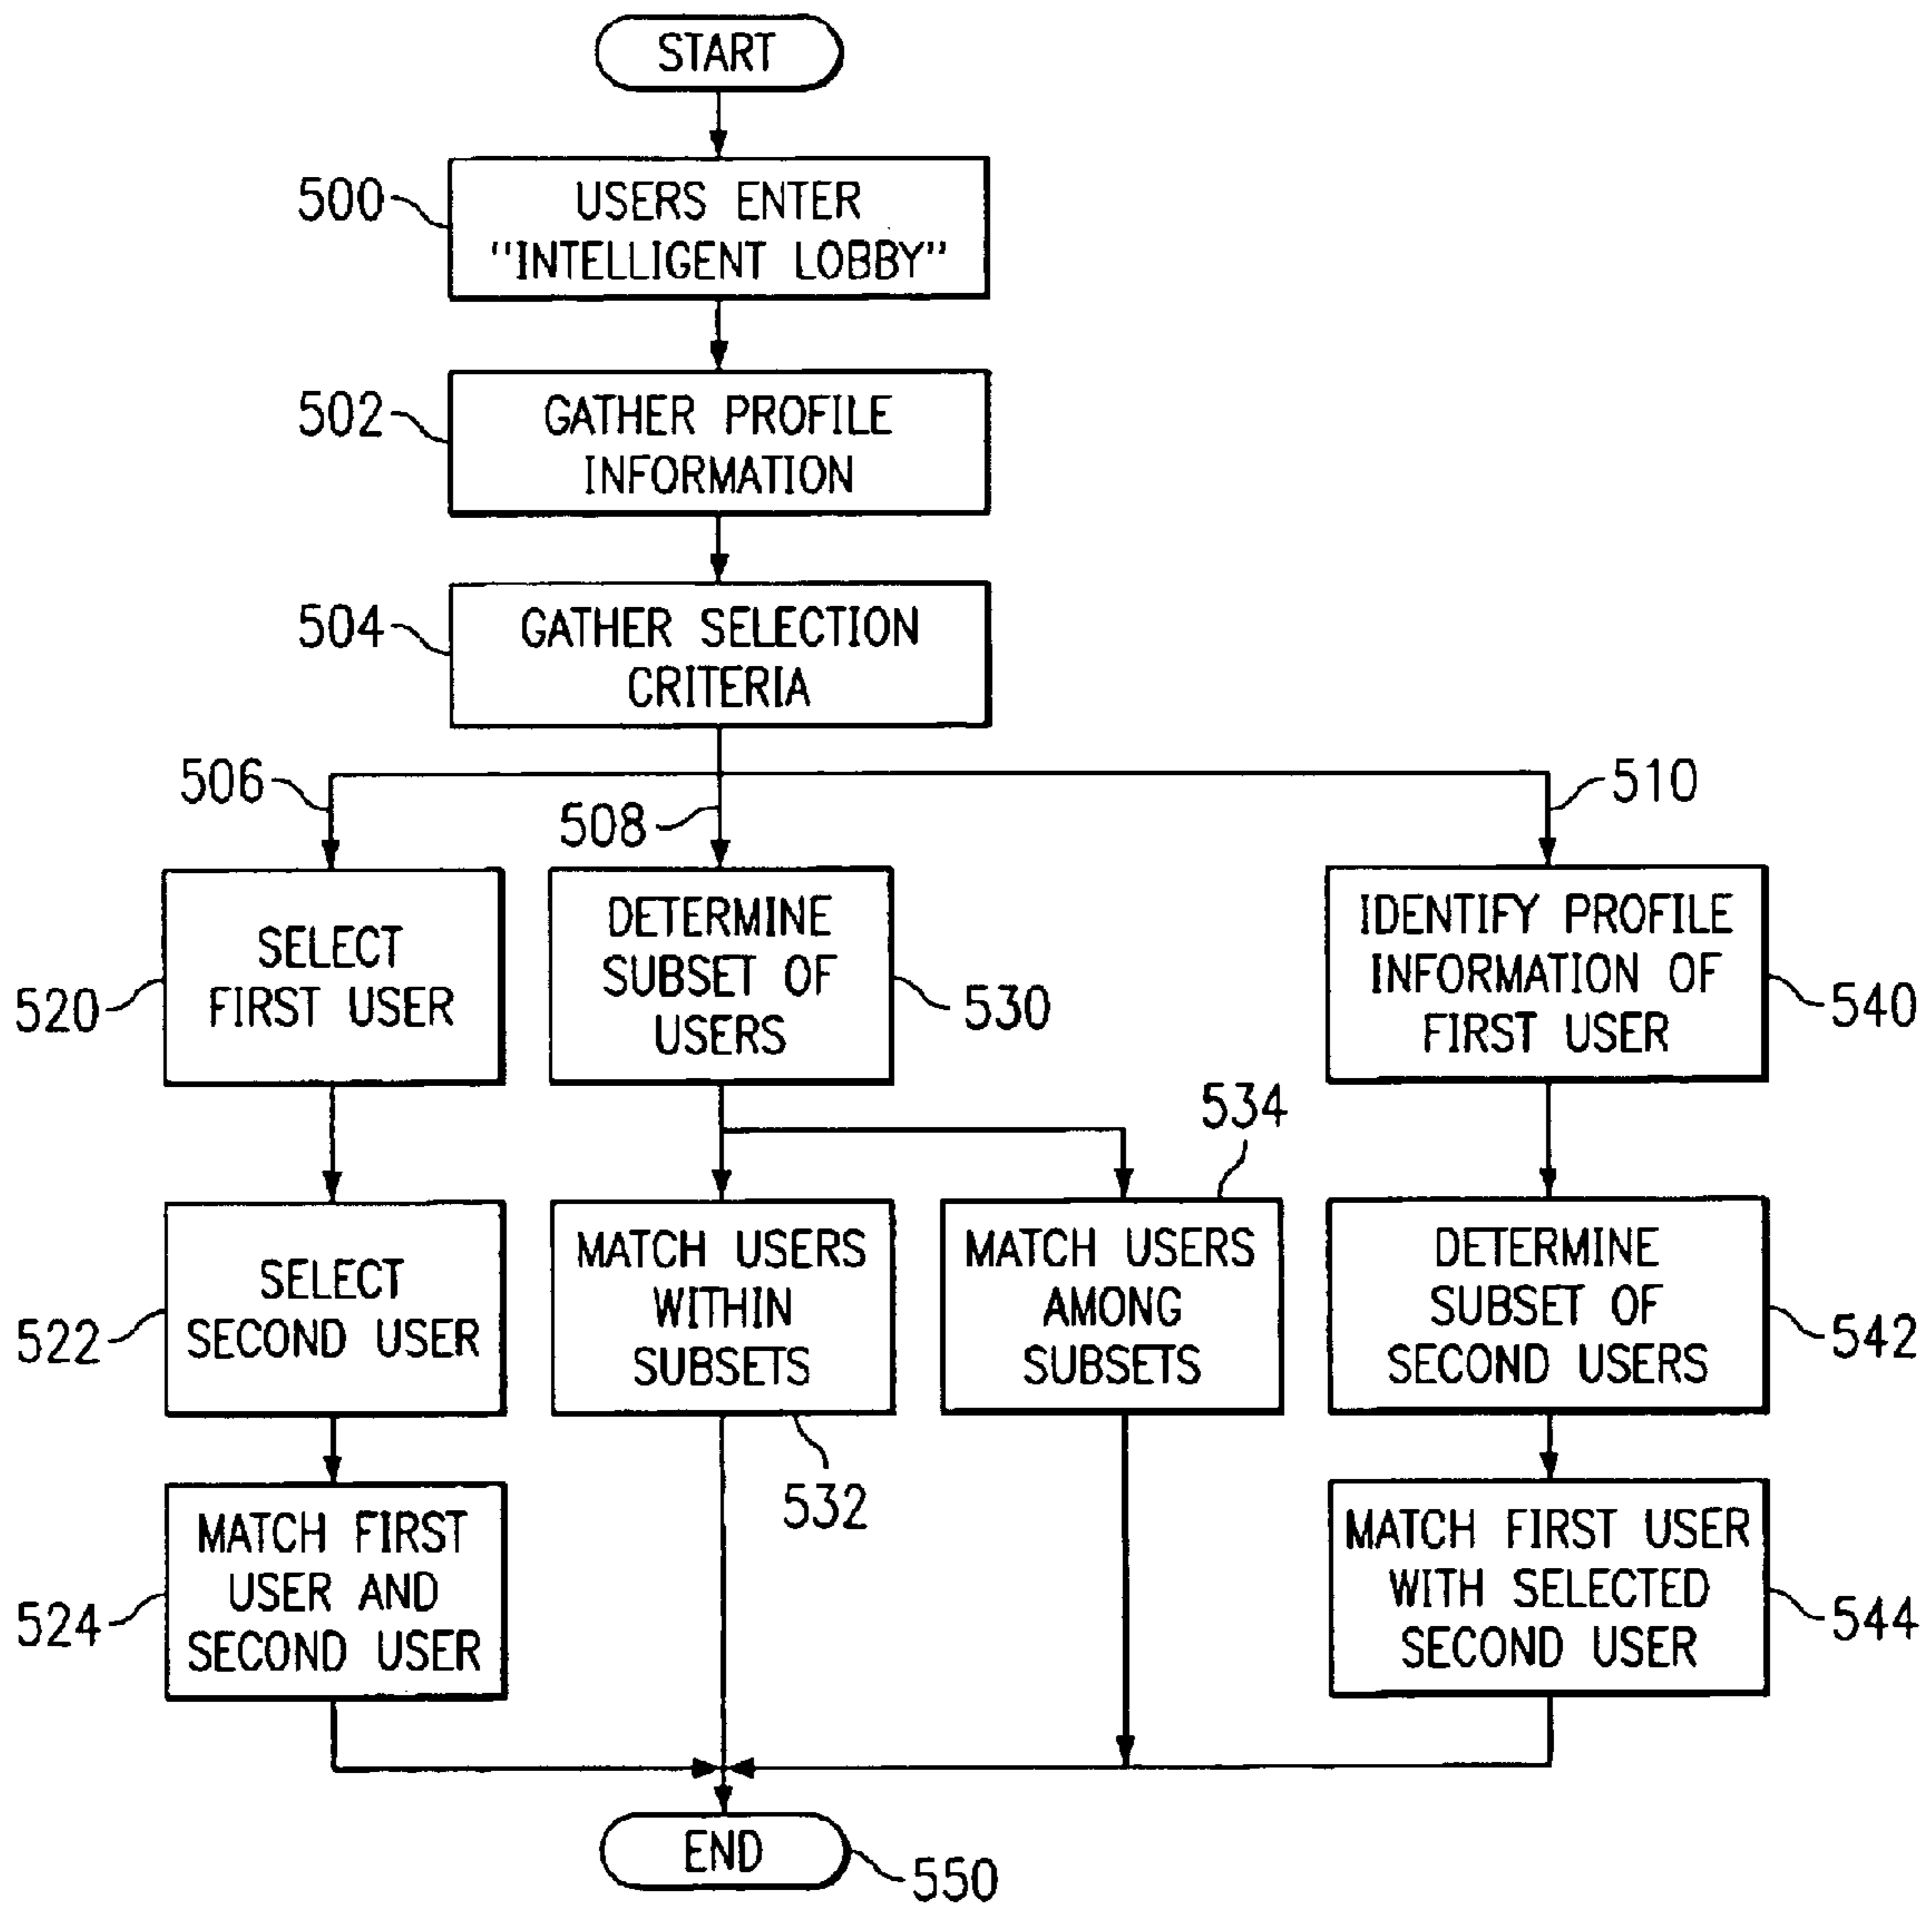 START
500
USERS ENTER
"INTELLIGENT LOBBY"
502
GATHER PROFILE
INFORMATION
504
GATHER SELECTION
CRITERIA
506
508
510
SELECT
FIRST USER
520
DETERMINE
SUBSET OF
USERS
530
IDENTIFY PROFILE
INFORMATION OF
FIRST USER
540
534
SELECT
SECOND USER
522
MATCH USERS
WITHIN
SUBSETS
532
MATCH USERS
AMONG
SUBSETS
DETERMINE
SUBSET OF
SECOND USERS
542
MATCH FIRST
USER AND
SECOND USER
524
MATCH FIRST USER
WITH SELECTED
SECOND USER
544
END
550